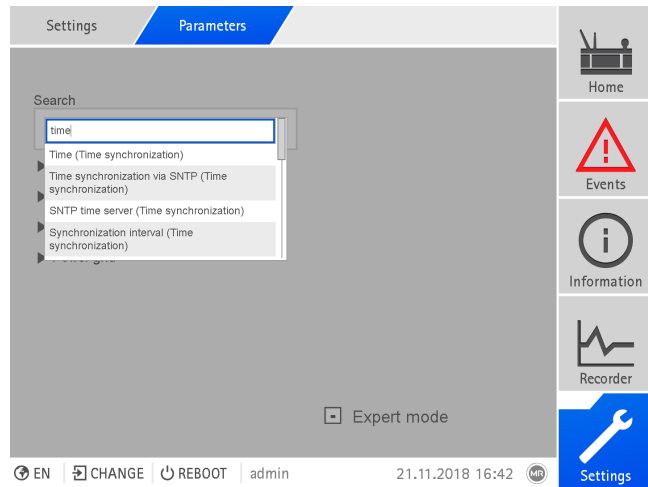 Settings
Parameters
Search
time
Time (Time synchronization)
Time synchronization via SNTP (Time
synchronization)
SNTP time server (Time synchronization)
Synchronization interval (Time
synchronization)
Expert mode
EN
CHANGE
REBOOT
admin
21.11.2018 16:42
MR
Home
Events
Information
Recorder
Settings